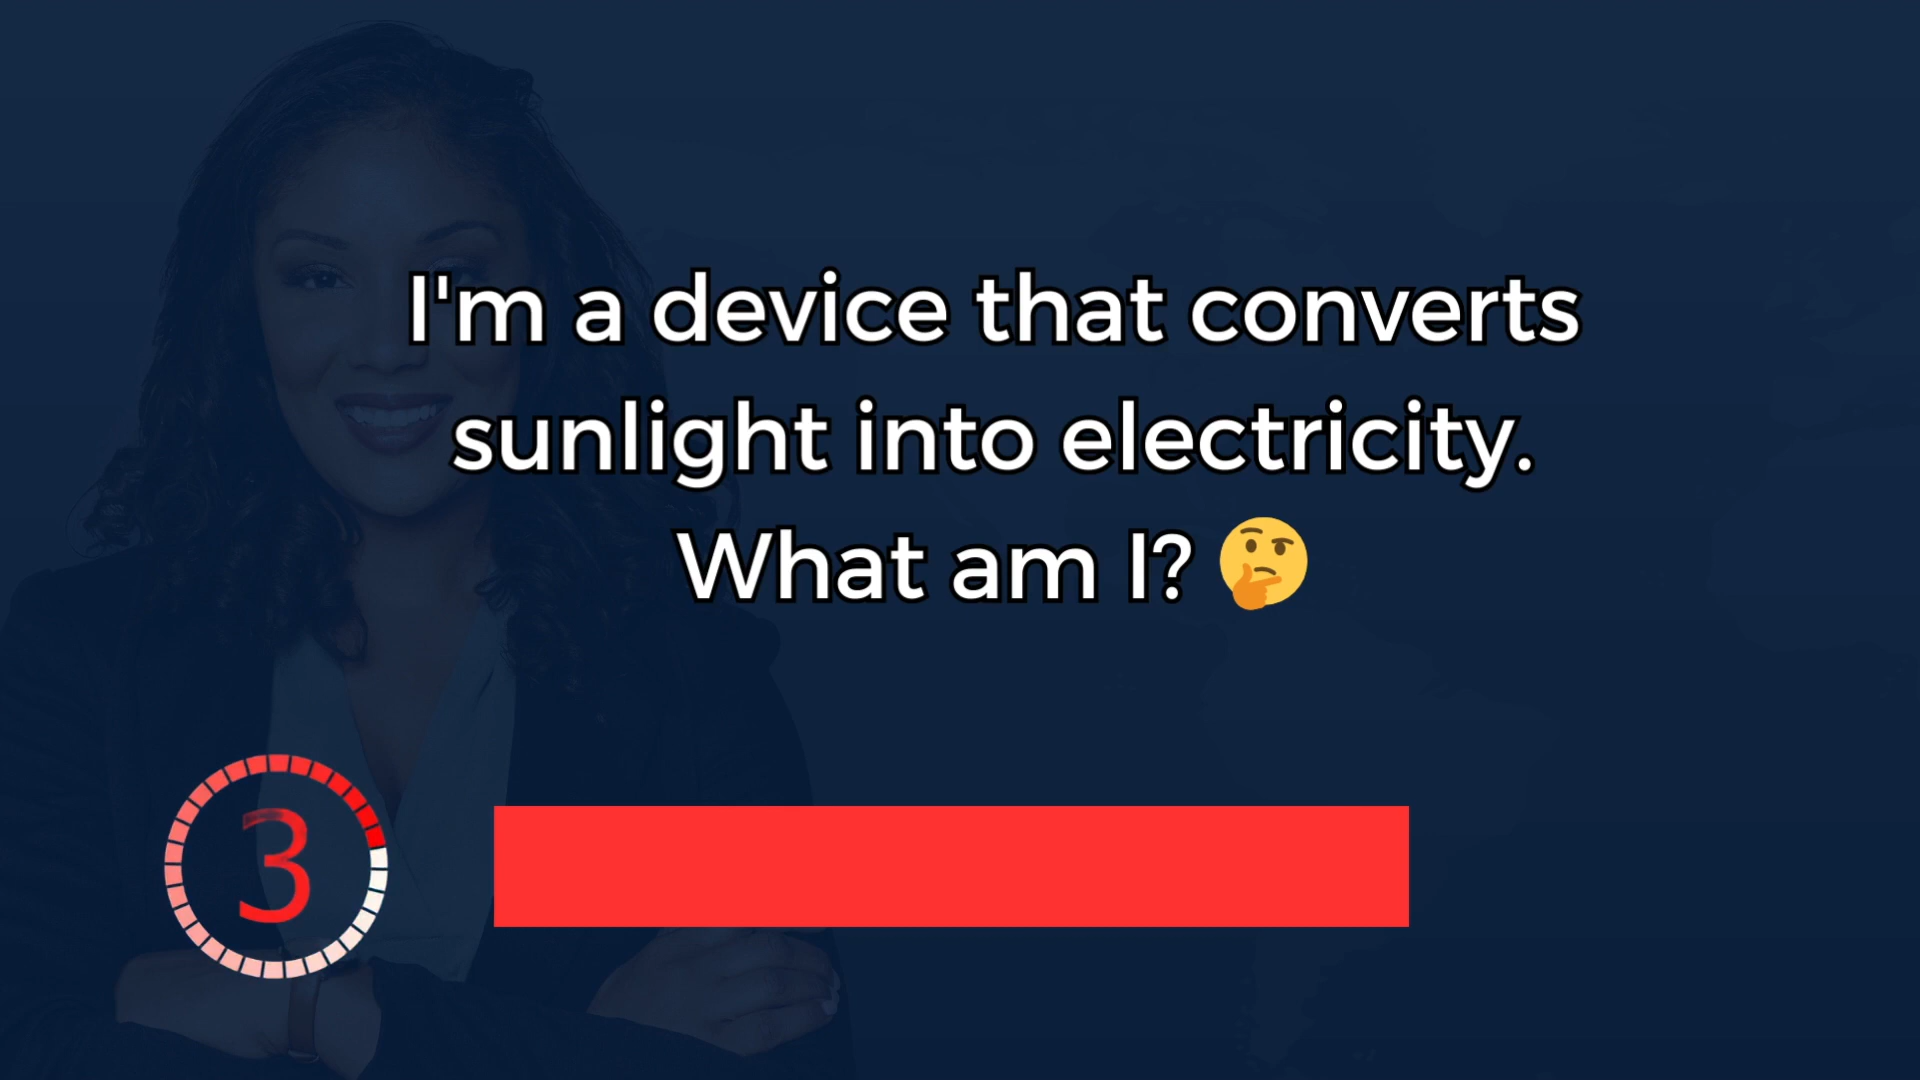 I'm a device that converts
sunlight into electricity.
What am I? 🤔
3